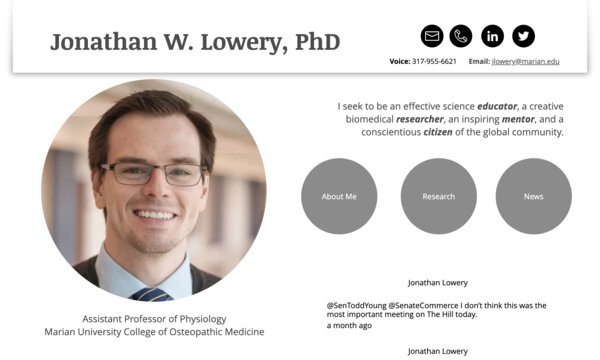 Jonathan W. Lowery, PhD
Voice: 317-955-6621 Email: jlowery@marian.edu
I seek to be an effective science educator, a creative
biomedical researcher, an inspiring mentor, and a
conscientious citizen of the global community.
About Me
Research
News
Assistant Professor of Physiology
Marian University College of Osteopathic Medicine
Jonathan Lowery
@SenToddYoung @SenateCommerce I don’t think this was the
most important meeting on The Hill today.
a month ago
Jonathan Lowery